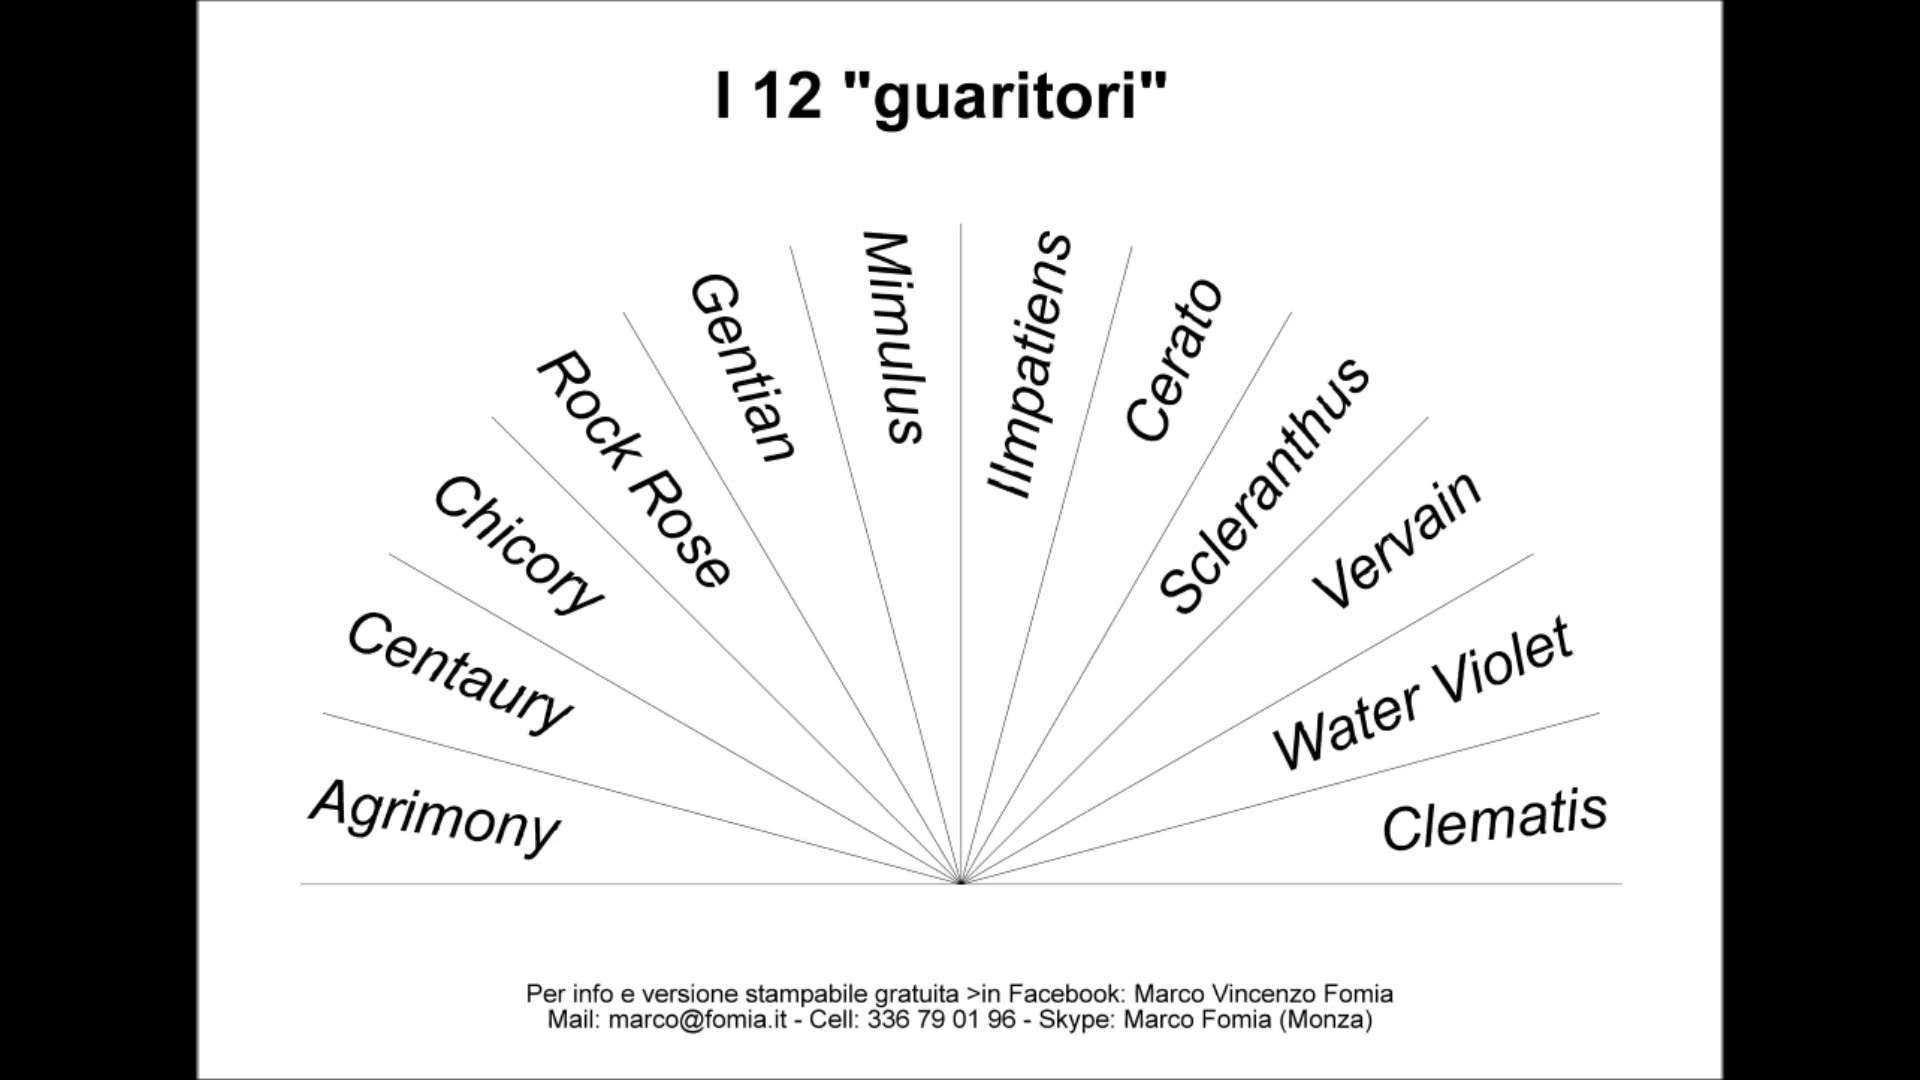 I 12 "guaritori"
Agrimony
Centaury
Chicory
Rock Rose
Gentian
Mimulus
IImpatiens
Cerato
Scleranthus
Vervain
Water Violet
Clematis
Per info e versione stampabile gratuita >in Facebook: Marco Vincenzo Fomia
Mail: marco@fomia.it - Cell: 336 79 01 96 - Skype: Marco Fomia (Monza)